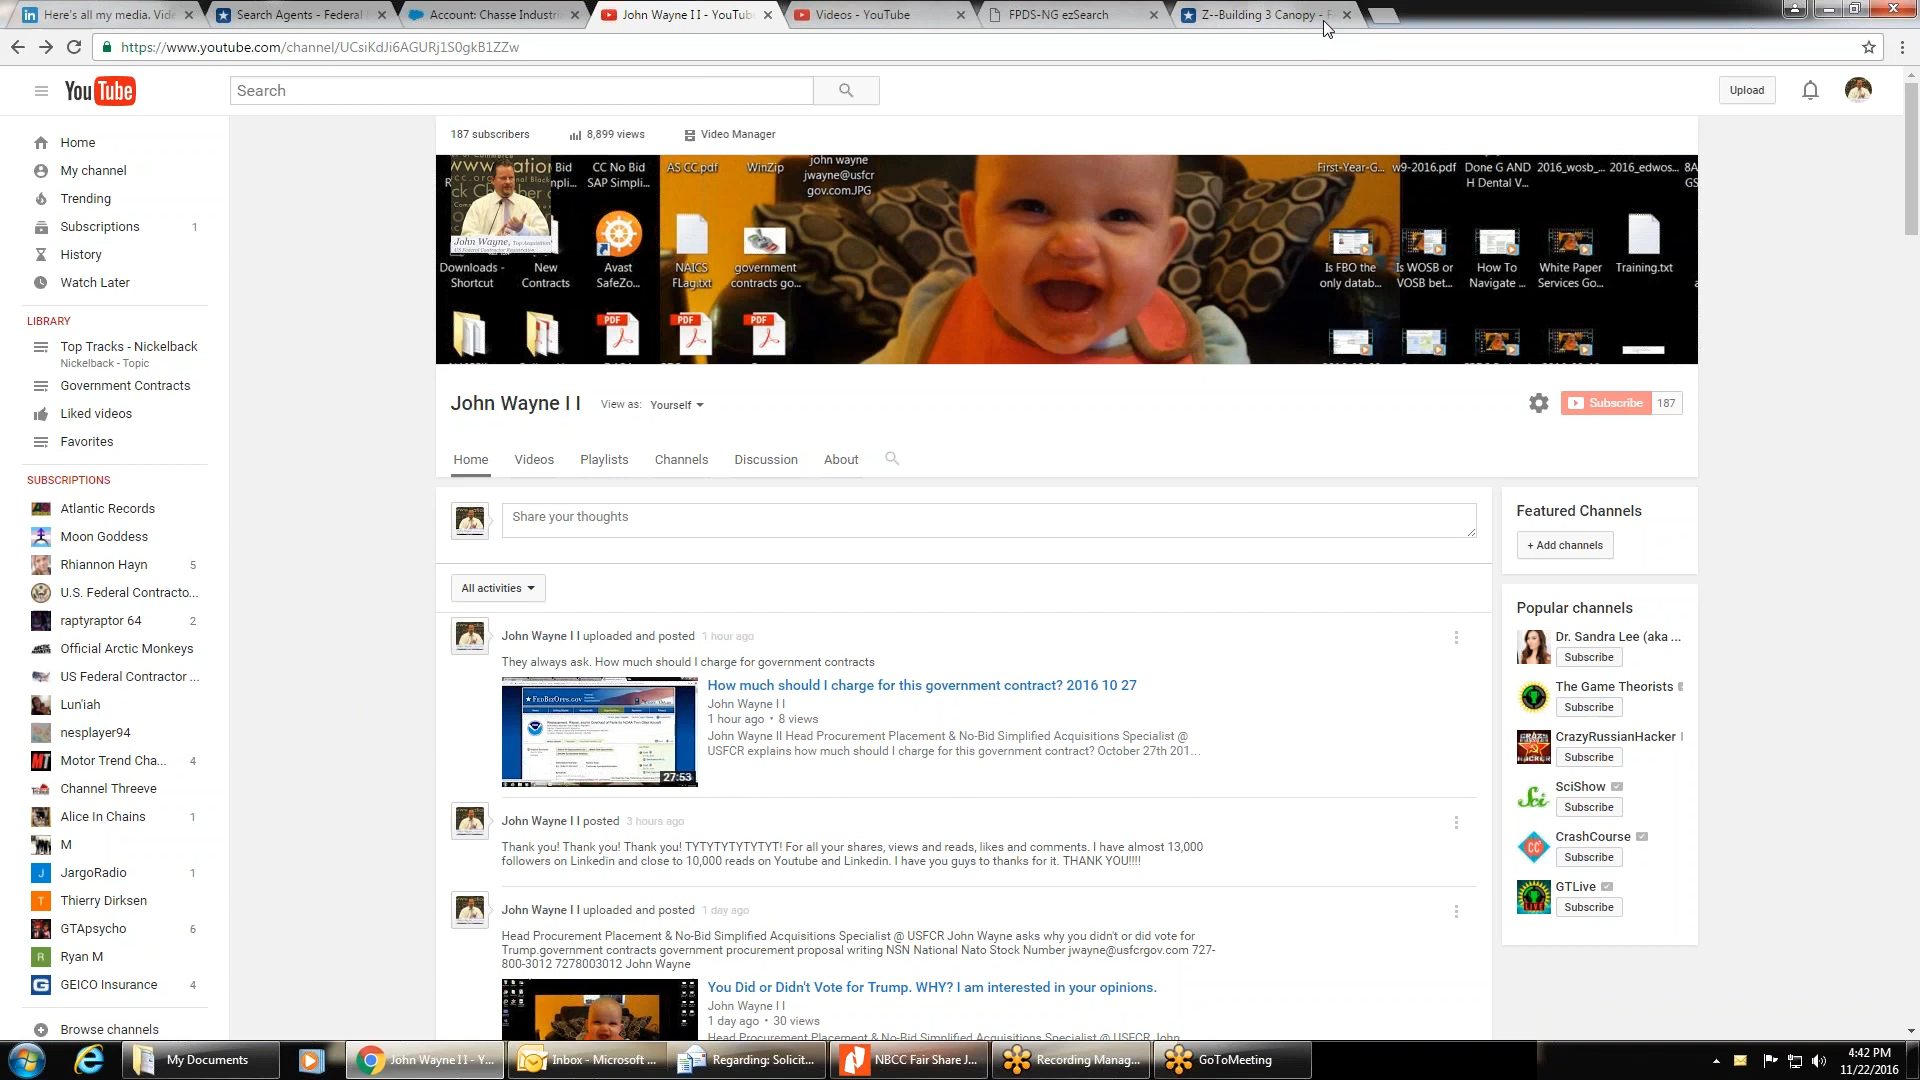 Here's all my media. Vide
Search Agents - Federal
Account: Chasse Industri
John Wayne I I - YouTub
Videos - YouTube
FPDS-NG ezSearch
Z--Building 3 Canopy - F
https://www.youtube.com/channel/UCsiKdJi6AGURj1S0gkB1ZZw
YouTube
Search
Upload
Home
My channel
Trending
Subscriptions 1
History
Watch Later
LIBRARY
Top Tracks - Nickelback
Nickelback - Topic
Government Contracts
Liked videos
Favorites
SUBSCRIPTIONS
Atlantic Records
Moon Goddess
Rhiannon Hayn 5
U.S. Federal Contracto...
raptyraptor 64 2
Official Arctic Monkeys
US Federal Contractor ...
Lun'iah
nesplayer94
Motor Trend Cha... 4
Channel Threeve
Alice In Chains 1
M
JargoRadio 1
Thierry Dirksen
GTApsycho 6
Ryan M
GEICO Insurance 4
Browse channels
187 subscribers
8,899 views
Video Manager
CC No Bid
SAP Simpli...
AS CC.pdf
WinZip
john wayne
jwayne@usfcr
gov.com.JPG
First-Year-G...
w9-2016.pdf
Done G AND
H Dental V...
2016_wosb_...
2016_edwos...
John Wayne, Top Acquisition
US Federal Contractor Registration
Downloads -
Shortcut
New
Contracts
Avast
SafeZo...
NAICS
FLag.txt
government
contracts go...
Is FBO the
only datab...
Is WOSB or
VOSB bet...
How To
Navigate ...
White Paper
Services Go...
Training.txt
PDF
PDF
PDF
John Wayne I I
View as: Yourself
Subscribe 187
Home
Videos
Playlists
Channels
Discussion
About
Share your thoughts
All activities
John Wayne I I uploaded and posted 1 hour ago
They always ask. How much should I charge for government contracts
FedBizOpps.gov
27:53
How much should I charge for this government contract? 2016 10 27
John Wayne I I
1 hour ago • 8 views
John Wayne II Head Procurement Placement & No-Bid Simplified Acquisitions Specialist @
USFCR explains how much should I charge for this government contract? October 27th 201...
John Wayne I I posted 3 hours ago
Thank you! Thank you! Thank you! TYTYTYTYTYTYT! For all your shares, views and reads, likes and comments. I have almost 13,000
followers on Linkedin and close to 10,000 reads on Youtube and Linkedin. I have you guys to thanks for it. THANK YOU!!!!
John Wayne I I uploaded and posted 1 day ago
Head Procurement Placement & No-Bid Simplified Acquisitions Specialist @ USFCR John Wayne asks why you didn't or did vote for
Trump.government contracts government procurement proposal writing NSN National Nato Stock Number jwayne@usfcrgov.com 727-
800-3012 7278003012 John Wayne
You Did or Didn't Vote for Trump. WHY? I am interested in your opinions.
John Wayne I I
1 day ago • 30 views
Head Procurement Placement & No-Bid Simplified Acquisitions Specialist @ USFCR John
Featured Channels
+ Add channels
Popular channels
Dr. Sandra Lee (aka ...
Subscribe
The Game Theorists
Subscribe
CrazyRussianHacker
Subscribe
SciShow
Subscribe
CrashCourse
Subscribe
GTLive
Subscribe
My Documents
John Wayne I I - Y...
Inbox - Microsoft ...
Regarding: Solicit...
NBCC Fair Share J...
Recording Manag...
GoToMeeting
4:42 PM
11/22/2016